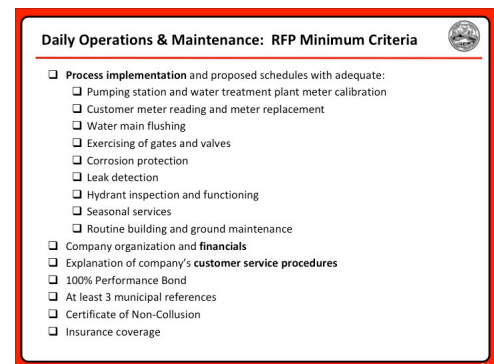 Daily Operations & Maintenance: RFP Minimum Criteria
❑ Process implementation and proposed schedules with adequate:
❑ Pumping station and water treatment plant meter calibration
❑ Customer meter reading and meter replacement
❑ Water main flushing
❑ Exercising of gates and valves
❑ Corrosion protection
❑ Leak detection
❑ Hydrant inspection and functioning
❑ Seasonal services
❑ Routine building and ground maintenance
❑ Company organization and financials
❑ Explanation of company's customer service procedures
❑ 100% Performance Bond
❑ At least 3 municipal references
❑ Certificate of Non-Collusion
❑ Insurance coverage